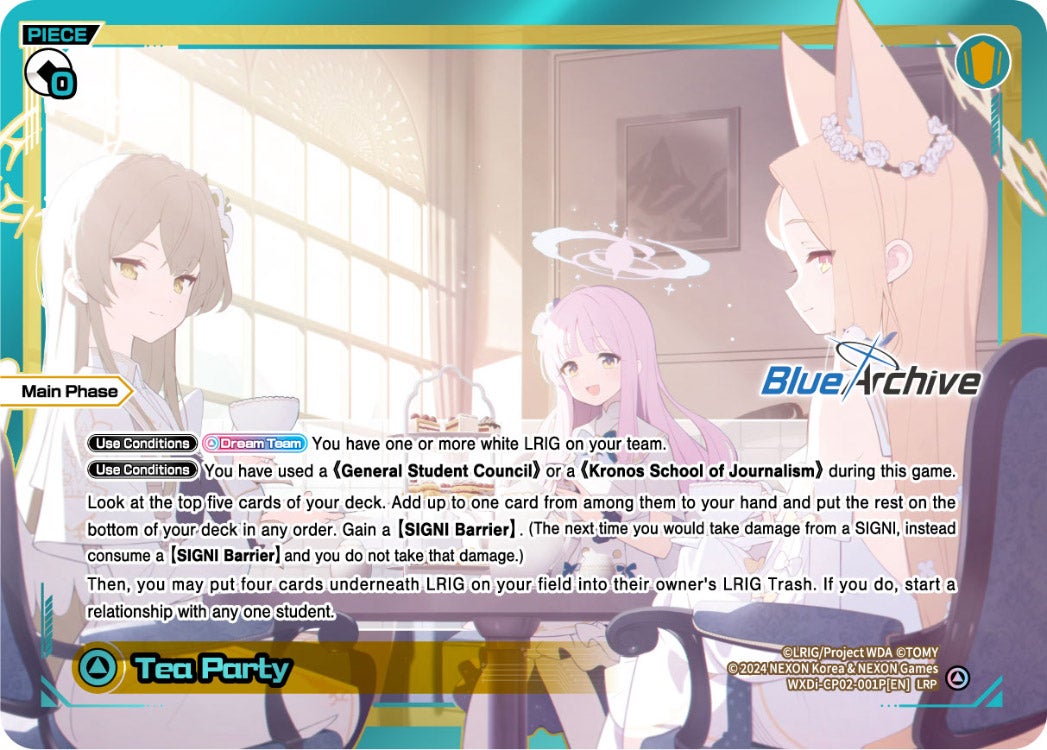 PIECE
0
Main Phase
Blue Archive
Use Conditions Dream Team You have one or more white LRIG on your team.
Use Conditions You have used a 《General Student Council》 or a 《Kronos School of Journalism》 during this game.
Look at the top five cards of your deck. Add up to one card from among them to your hand and put the rest on the
bottom of your deck in any order. Gain a 【SIGNI Barrier】. (The next time you would take damage from a SIGNI, instead
consume a 【SIGNI Barrier】 and you do not take that damage.)
Then, you may put four cards underneath LRIG on your field into their owner's LRIG Trash. If you do, start a
relationship with any one student.
Tea Party
©LRIG/Project WDA ©TOMY
© 2024 NEXON Korea & NEXON Games
WXDi-CP02-001P[EN] LRP